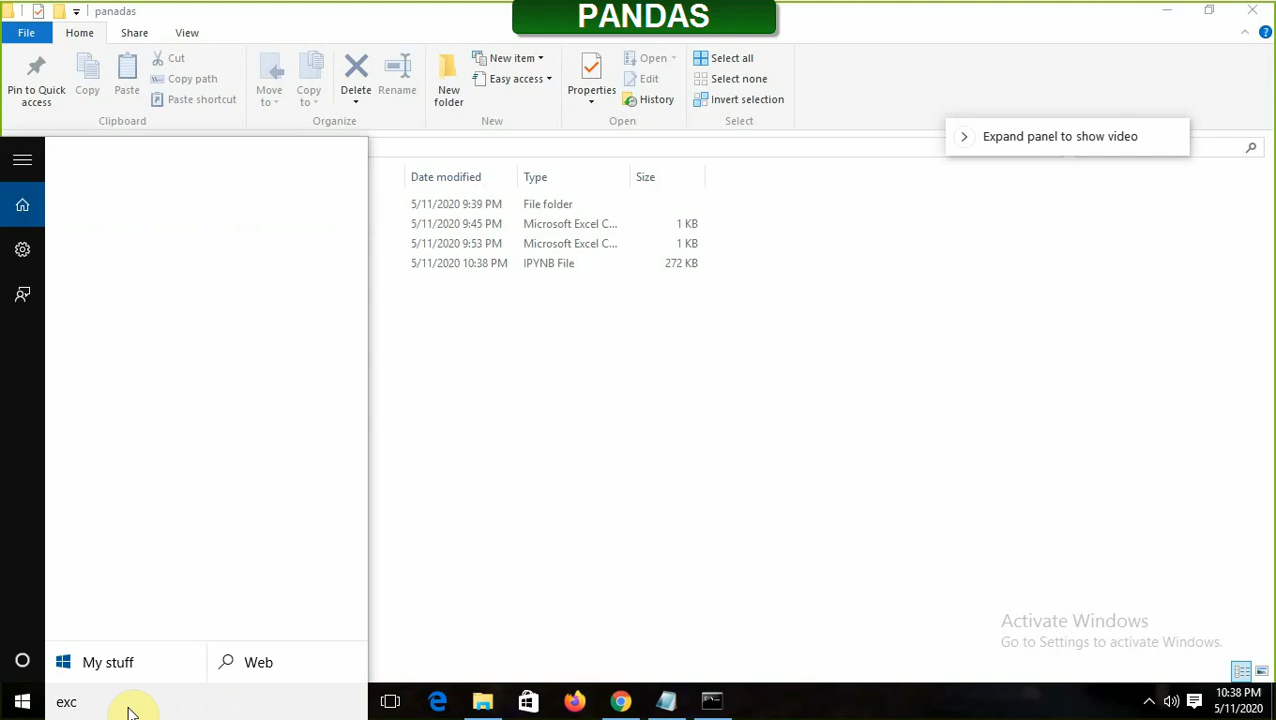 panadas
PANDAS
File Home Share View
Pin to Quick access
Copy
Paste
Cut
Copy path
Paste shortcut
Clipboard
Move to
Copy to
Delete
Rename
Organize
New folder
New item
Easy access
New
Properties
Open
Edit
History
Open
Select all
Select none
Invert selection
Select
Expand panel to show video
Date modified Type Size
5/11/2020 9:39 PM File folder
5/11/2020 9:45 PM Microsoft Excel C... 1 KB
5/11/2020 9:53 PM Microsoft Excel C... 1 KB
5/11/2020 10:38 PM IPYNB File 272 KB
Activate Windows
Go to Settings to activate Windows.
My stuff Web
exc
10:38 PM
5/11/2020